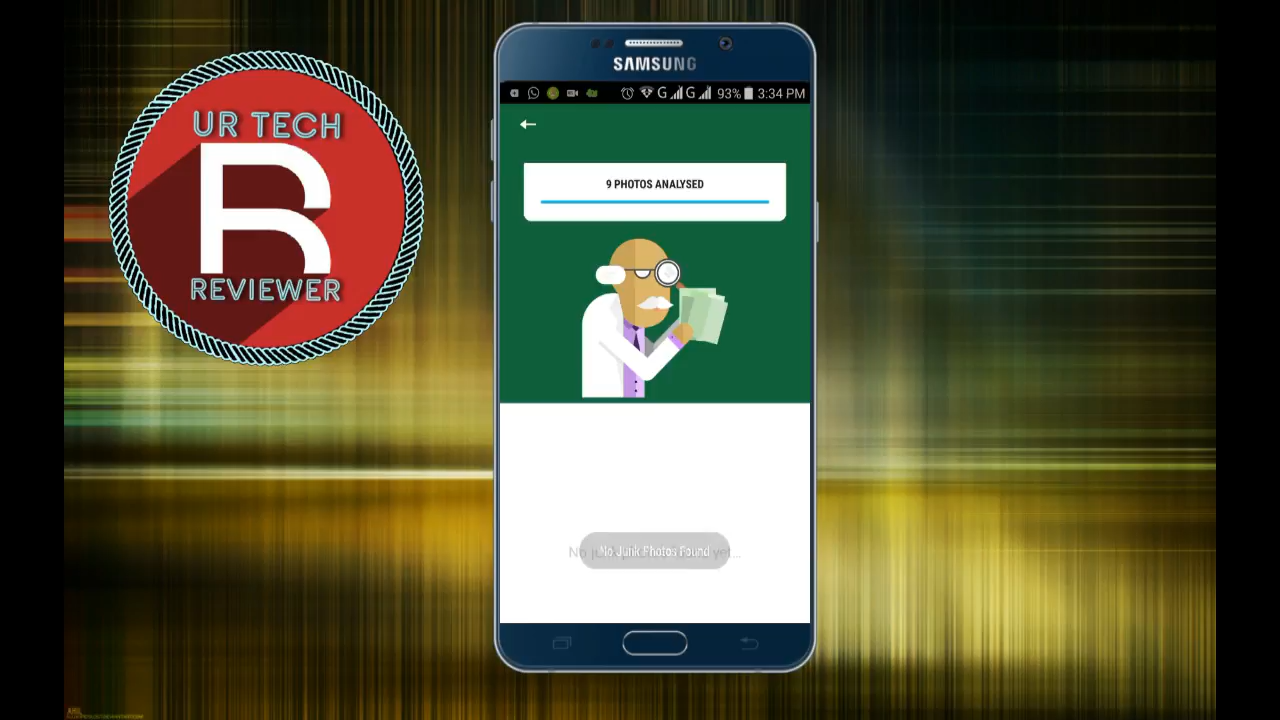 UR TECH
R
REVIEWER
SAMSUNG
G G 93% 3:34 PM
9 PHOTOS ANALYSED
No Junk Photos Found